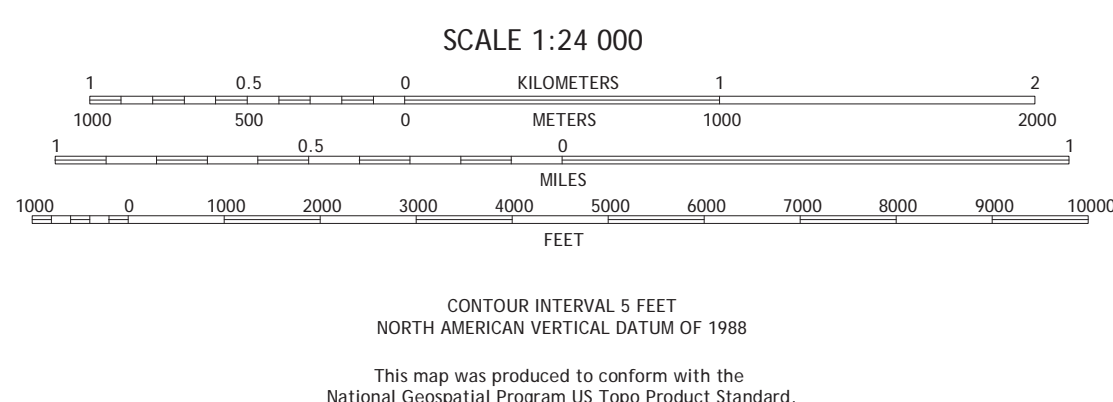 SCALE 1:24 000
1 0.5 0 KILOMETERS 1 2
1000 500 0 METERS 1000 2000
1 0.5 0 1
MILES
1000 0 1000 2000 3000 4000 5000 6000 7000 8000 9000 10000
FEET
CONTOUR INTERVAL 5 FEET
NORTH AMERICAN VERTICAL DATUM OF 1988
This map was produced to conform with the
National Geospatial Program US Topo Product Standard.